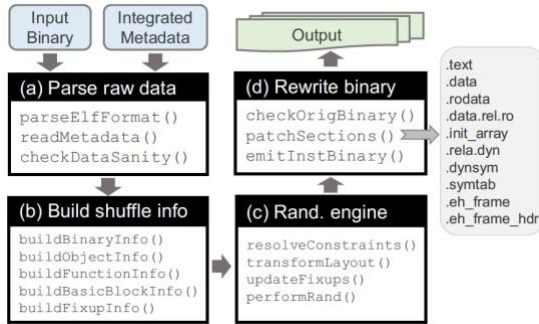 Input
Binary
Integrated
Metadata
Output
(a) Parse raw data
parseElfFormat()
readMetadata()
checkDataSanity()
(b) Build shuffle info
buildBinaryInfo()
buildObjectInfo()
buildFunctionInfo()
buildBasicBlockInfo()
buildFixupInfo()
(c) Rand. engine
resolveConstraints()
transformLayout()
updateFixups()
performRand()
(d) Rewrite binary
checkOrigBinary()
patchSections()
emitInstBinary()
.text
.data
.rodata
.data.rel.ro
.init_array
.rela.dyn
.dynsym
.symtab
.eh_frame
.eh_frame_hdr